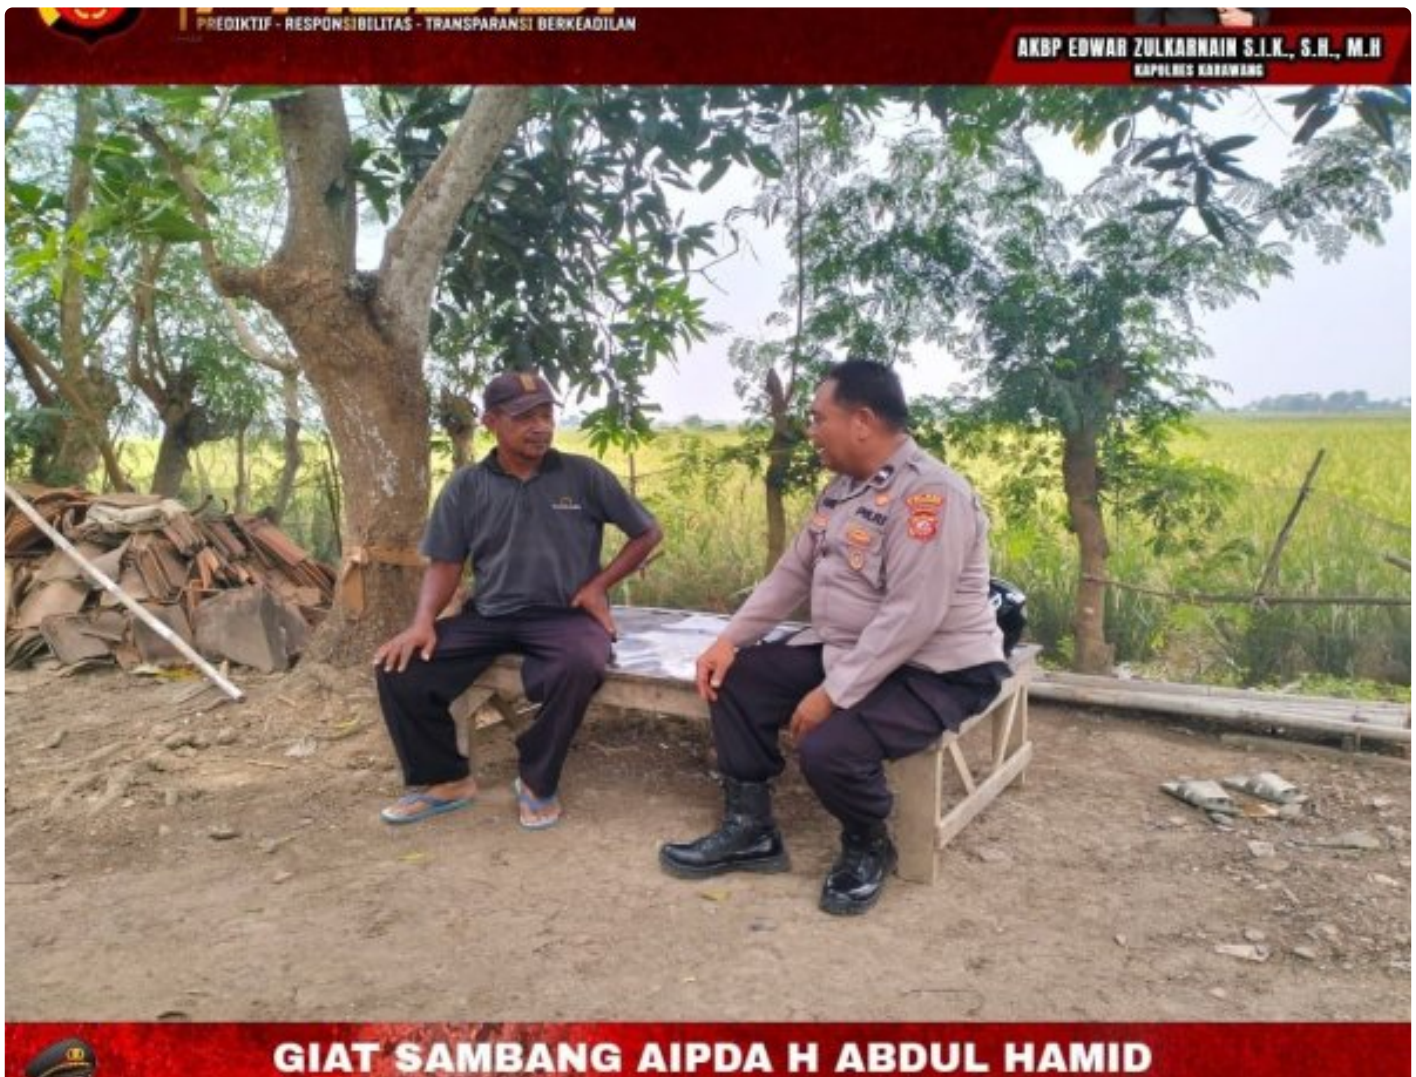 PREDIKTIF - RESPONSIBILITAS - TRANSPARANSI BERKEADILAN
AKBP EDWAR ZULKARNAIN S.I.K., S.H., M.H
KAPOLRES KARAWANG
POLRI
GIAT SAMBANG AIPDA H ABDUL HAMID